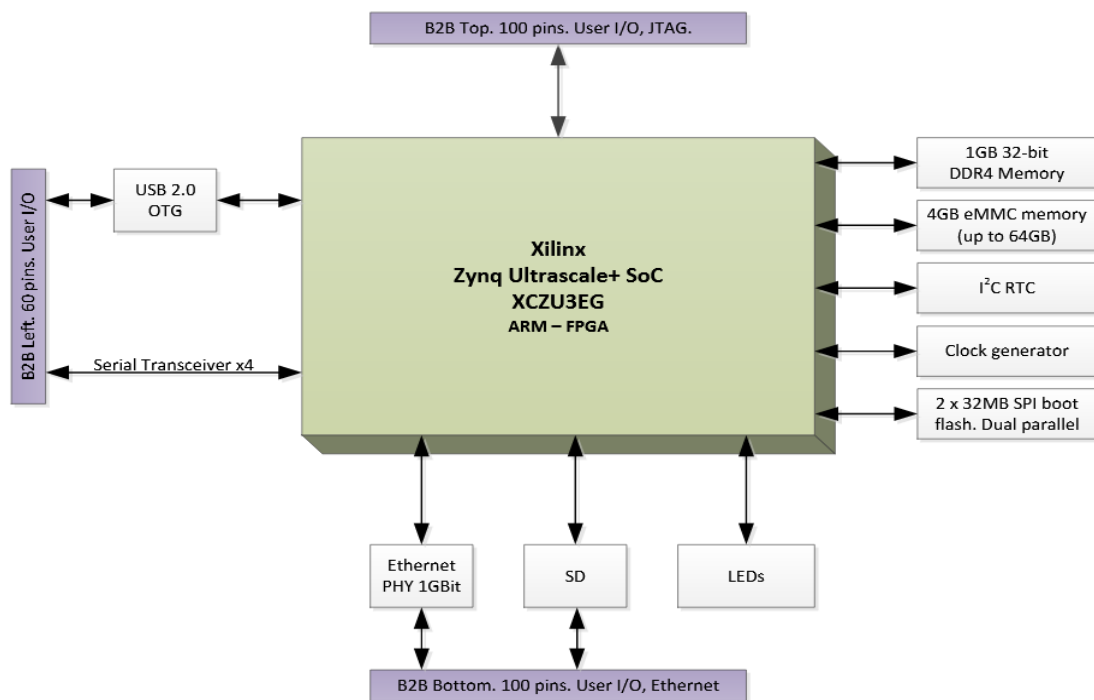 B2B Top. 100 pins. User I/O, JTAG.
B2B Left. 60 pins. User I/O
USB 2.0
OTG
Serial Transceiver x4
Xilinx
Zynq Ultrascale+ SoC
XCZU3EG
ARM – FPGA
1GB 32-bit
DDR4 Memory
4GB eMMC memory
(up to 64GB)
I²C RTC
Clock generator
2 x 32MB SPI boot
flash. Dual parallel
Ethernet
PHY 1GBit
SD
LEDs
B2B Bottom. 100 pins. User I/O, Ethernet